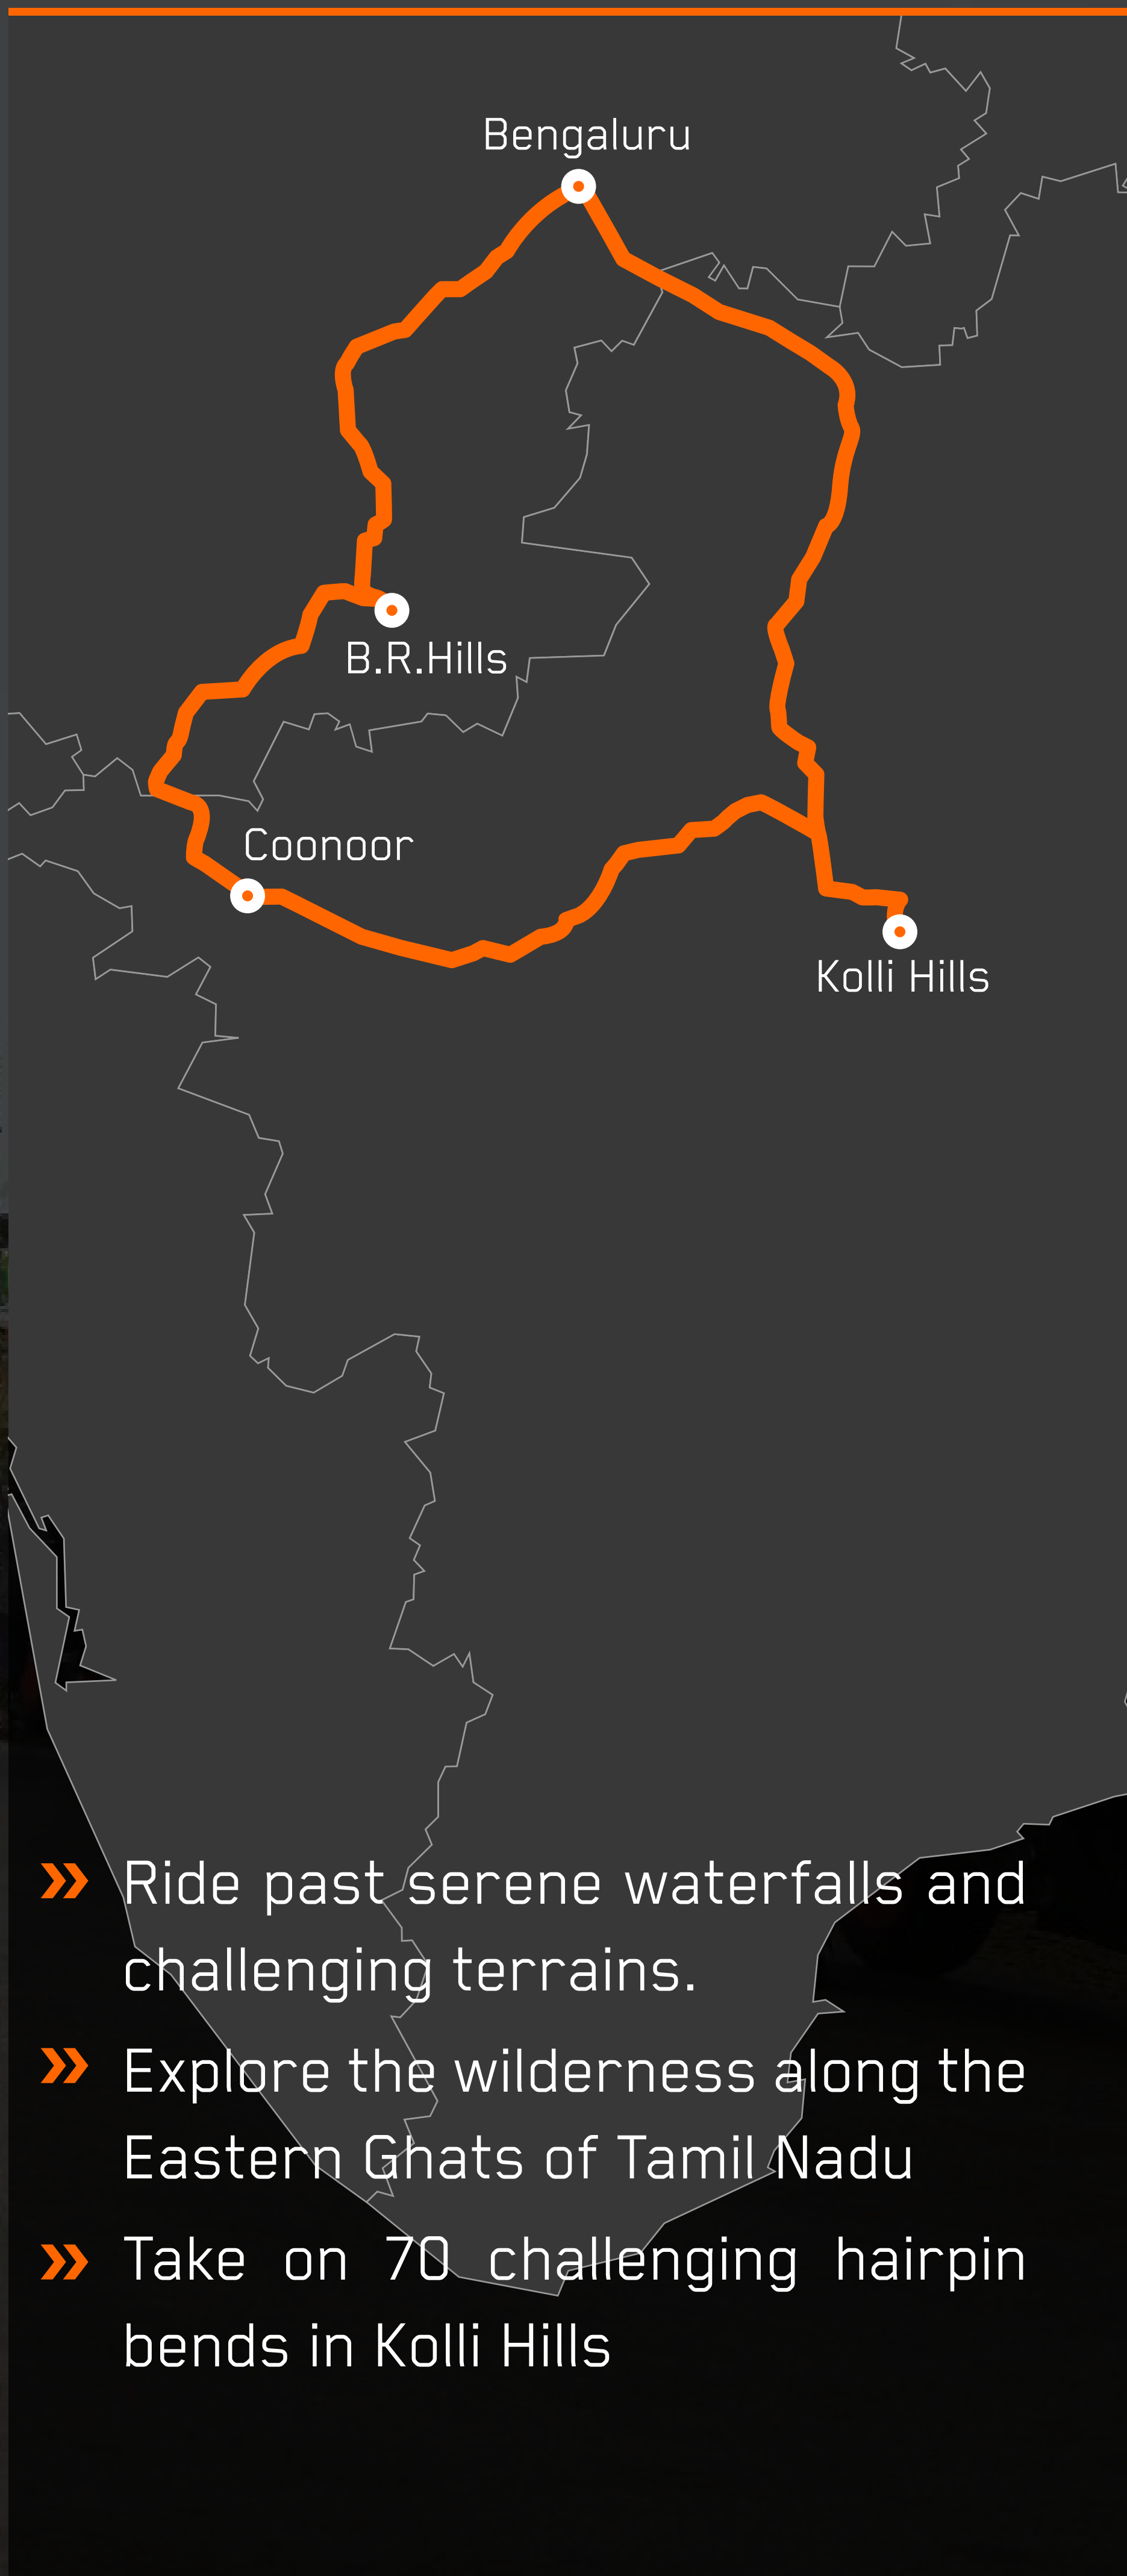 Bengaluru
B.R.Hills
Coonoor
Kolli Hills
Ride past serene waterfalls and
challenging terrains.
Explore the wilderness along the
Eastern Ghats of Tamil Nadu
Take on 70 challenging hairpin
bends in Kolli Hills